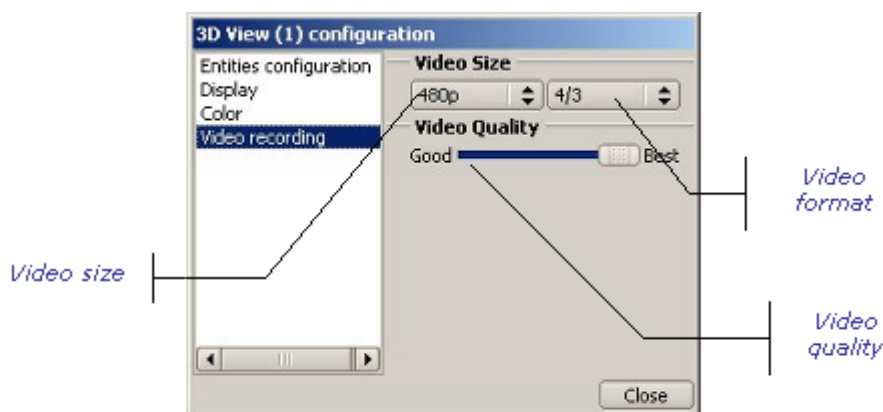 3D View (1) configuration
Entities configuration
Display
Color
Video recording
Video Size
480p
4/3
Video Quality
Good
Best
Video
format
Video size
Video
quality
Close